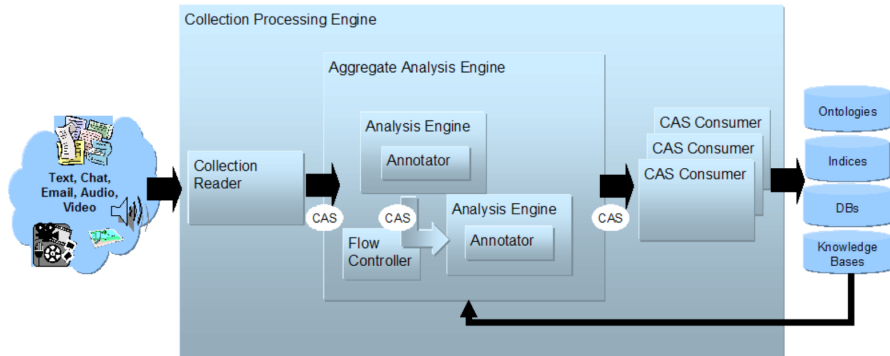 Collection Processing Engine
Aggregate Analysis Engine
Text, Chat,
Email, Audio,
Video
Collection
Reader
CAS
Analysis Engine
Annotator
CAS
Flow
Controller
Analysis Engine
Annotator
CAS
CAS Consumer
CAS Consumer
CAS Consumer
Ontologies
Indices
DBs
Knowledge
Bases